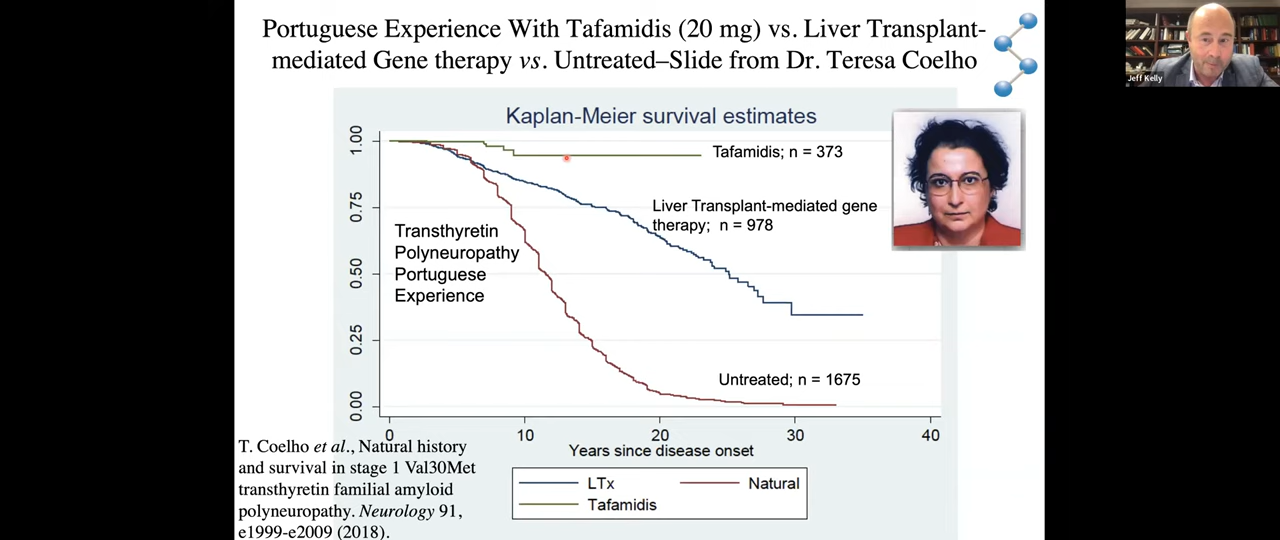 Portuguese Experience With Tafamidis (20 mg) vs. Liver Transplant-
mediated Gene therapy vs. Untreated–Slide from Dr. Teresa Coelho
Jeff Kelly
Kaplan-Meier survival estimates
1.00
0.75
0.50
0.25
0.00
Tafamidis; n = 373
Liver Transplant-mediated gene
therapy; n = 978
Transthyretin
Polyneuropathy
Portuguese
Experience
Untreated; n = 1675
0 10 20 30 40
Years since disease onset
LTx Natural
Tafamidis
T. Coelho et al., Natural history
and survival in stage 1 Val30Met
transthyretin familial amyloid
polyneuropathy. Neurology 91,
e1999-e2009 (2018).